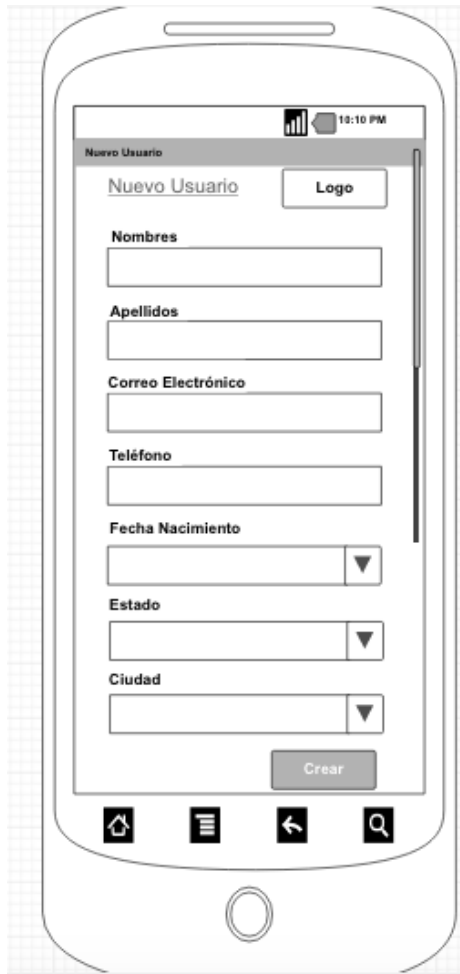 10:10 PM
Nuevo Usuario
Nuevo Usuario
Logo
Nombres
Apellidos
Correo Electrónico
Teléfono
Fecha Nacimiento
Estado
Ciudad
Crear